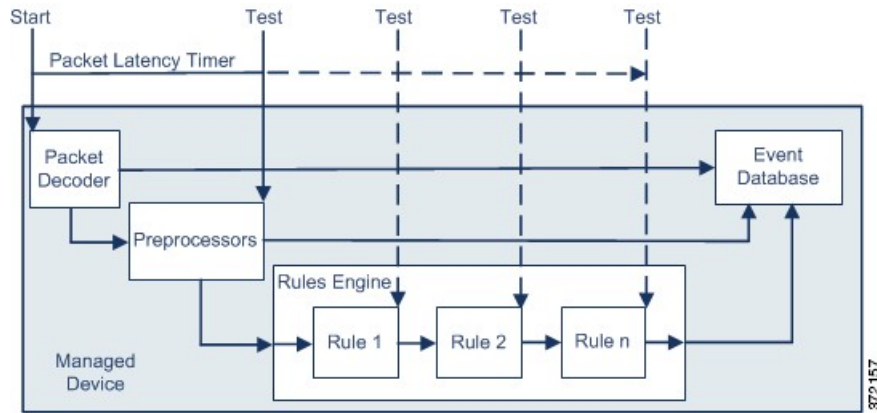 Start
Test
Test
Test
Test
Packet Latency Timer
Packet
Decoder
Event
Database
Preprocessors
Rules Engine
Rule 1
Rule 2
Rule n
Managed
Device
372157